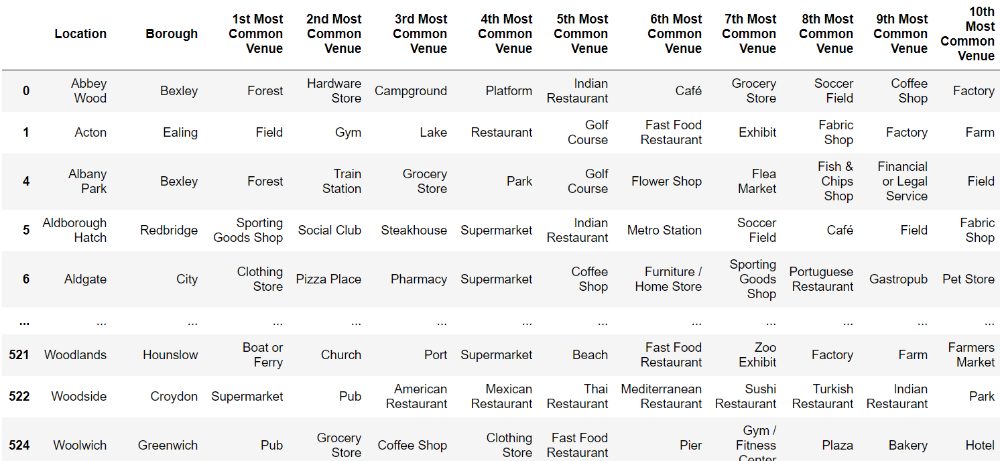 Location Borough 1st Most Common Venue 2nd Most Common Venue 3rd Most Common Venue 4th Most Common Venue 5th Most Common Venue 6th Most Common Venue 7th Most Common Venue 8th Most Common Venue 9th Most Common Venue 10th Most Common Venue
0 Abbey Wood Bexley Forest Hardware Store Campground Platform Indian Restaurant Café Grocery Store Soccer Field Coffee Shop Factory
1 Acton Ealing Field Gym Lake Restaurant Golf Course Fast Food Restaurant Exhibit Fabric Shop Factory Farm
4 Albany Park Bexley Forest Train Station Grocery Store Park Golf Course Flower Shop Flea Market Fish & Chips Shop Financial or Legal Service Field
5 Aldborough Hatch Redbridge Sporting Goods Shop Social Club Steakhouse Supermarket Indian Restaurant Metro Station Soccer Field Café Field Fabric Shop
6 Aldgate City Clothing Store Pizza Place Pharmacy Supermarket Coffee Shop Furniture / Home Store Sporting Goods Shop Portuguese Restaurant Gastropub Pet Store
... ... ... ... ... ... ... ... ... ... ... ... ...
521 Woodlands Hounslow Boat or Ferry Church Port Supermarket Beach Fast Food Restaurant Zoo Exhibit Factory Farm Farmers Market
522 Woodside Croydon Supermarket Pub American Restaurant Mexican Restaurant Thai Restaurant Mediterranean Restaurant Sushi Restaurant Turkish Restaurant Indian Restaurant Park
524 Woolwich Greenwich Pub Grocery Store Coffee Shop Clothing Store Fast Food Restaurant Pier Gym / Fitness Center Plaza Bakery Hotel